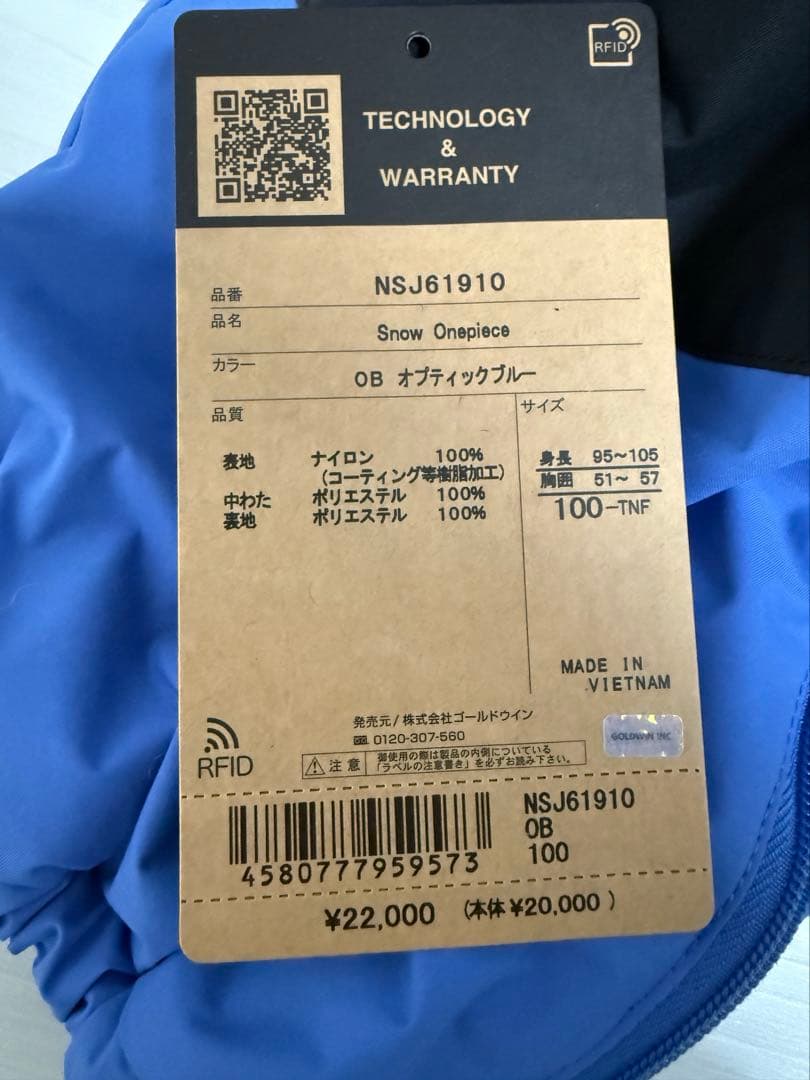 RFID
TECHNOLOGY
&
WARRANTY
品番 NSJ61910
品名 Snow Onepiece
カラー OB オプティックブルー
品質
表地 ナイロン 100%
(コーティング等樹脂加工)
中わた ポリエステル 100%
裏地 ポリエステル 100%
サイズ
身長 95~105
胸囲 51~ 57
100-TNF
MADE IN
VIETNAM
発売元/株式会社ゴールドウイン
0120-307-560
GOLDWIN INC
RFID
注意 御使用の際は製品の内側についている
「ラベルの注意書き」を必ずお読み下さい。
4580777959573
NSJ61910
OB
100
¥22,000 (本体¥20,000 )